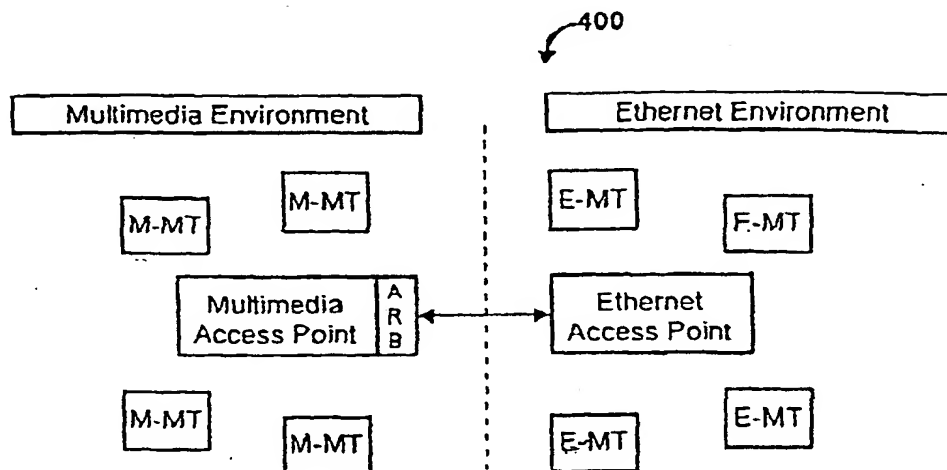 400
Multimedia Environment
Ethernet Environment
M-MT
M-MT
E-MT
E-MT
Multimedia
Access Point
A
R
B
Ethernet
Access Point
M-MT
M-MT
E-MT
E-MT